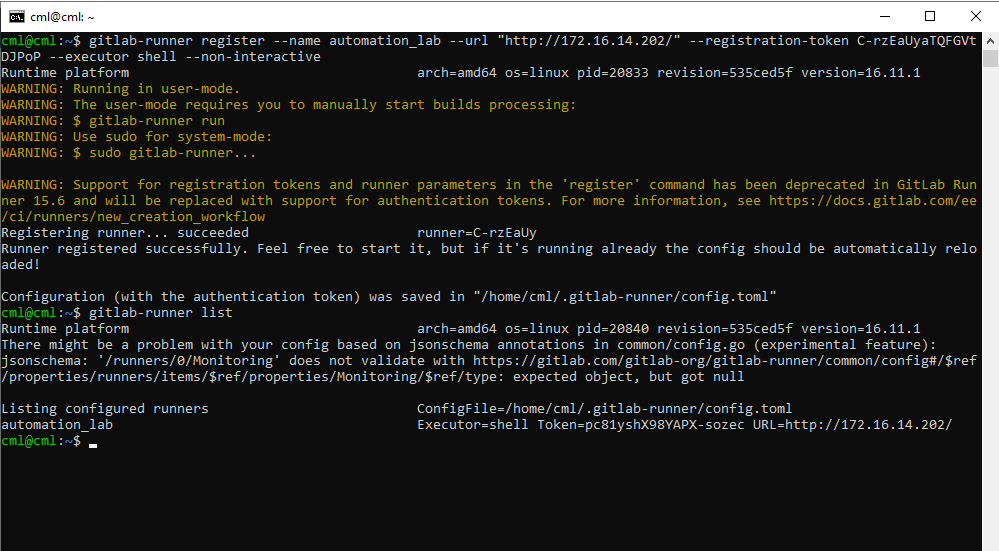 cml@cml: ~
cml@cml:~$ gitlab-runner register --name automation_lab --url "http://172.16.14.202/" --registration-token C-rzEaUyaTQFGVt
DJPoP --executor shell --non-interactive
Runtime platform                                    arch=amd64 os=linux pid=20833 revision=535ced5f version=16.11.1
WARNING: Running in user-mode.
WARNING: The user-mode requires you to manually start builds processing:
WARNING: $ gitlab-runner run
WARNING: Use sudo for system-mode:
WARNING: $ sudo gitlab-runner...
WARNING: Support for registration tokens and runner parameters in the 'register' command has been deprecated in GitLab Run
ner 15.6 and will be replaced with support for authentication tokens. For more information, see https://docs.gitlab.com/ee
/ci/runners/new_creation_workflow
Registering runner... succeeded                     runner=C-rzEaUy
Runner registered successfully. Feel free to start it, but if it's running already the config should be automatically relo
aded!
Configuration (with the authentication token) was saved in "/home/cml/.gitlab-runner/config.toml"
cml@cml:~$ gitlab-runner list
Runtime platform                                    arch=amd64 os=linux pid=20840 revision=535ced5f version=16.11.1
There might be a problem with your config based on jsonschema annotations in common/config.go (experimental feature):
jsonschema: '/runners/0/Monitoring' does not validate with https://gitlab.com/gitlab-org/gitlab-runner/common/config#/$ref
/properties/runners/items/$ref/properties/Monitoring/$ref/type: expected object, but got null
Listing configured runners                          ConfigFile=/home/cml/.gitlab-runner/config.toml
automation_lab                                      Executor=shell Token=pc81yshX98YAPX-sozec URL=http://172.16.14.202/
cml@cml:~$